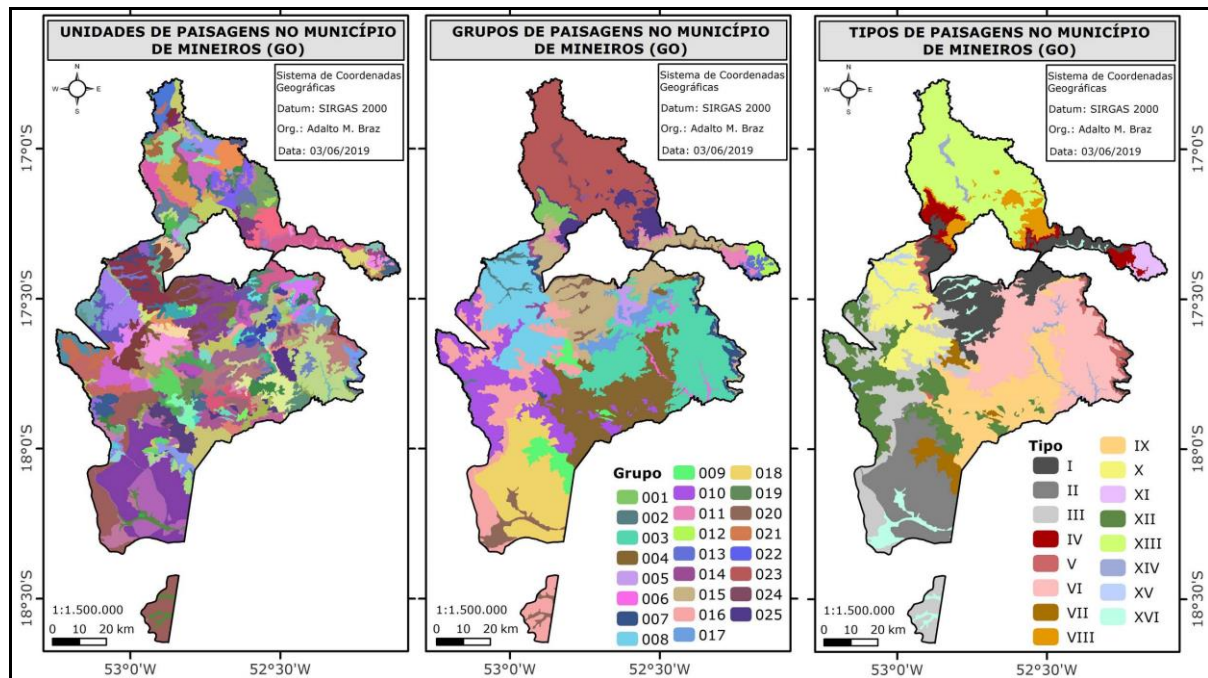 UNIDADES DE PAISAGENS NO MUNICÍPIO
DE MINEIROS (GO)
N
W
E
S
Sistema de Coordenadas
Geográficas
Datum: SIRGAS 2000
Org.: Adalto M. Braz
Data: 03/06/2019
17°0'S
17°30'S
18°0'S
18°30'S
1:1.500.000
0 10 20 km
53°0'W
52°30'W
GRUPOS DE PAISAGENS NO MUNICÍPIO
DE MINEIROS (GO)
N
W
E
S
Sistema de Coordenadas
Geográficas
Datum: SIRGAS 2000
Org.: Adalto M. Braz
Data: 03/06/2019
Grupo
001
002
003
004
005
006
007
008
009
010
011
012
013
014
015
016
017
018
019
020
021
022
023
024
025
1:1.500.000
0 10 20 km
53°0'W
52°30'W
TIPOS DE PAISAGENS NO MUNICÍPIO
DE MINEIROS (GO)
N
W
E
S
Sistema de Coordenadas
Geográficas
Datum: SIRGAS 2000
Org.: Adalto M. Braz
Data: 03/06/2019
Tipo
I
II
III
IV
V
VI
VII
VIII
IX
X
XI
XII
XIII
XIV
XV
XVI
1:1.500.000
0 10 20 km
53°0'W
52°30'W
17°0'S
17°30'S
18°0'S
18°30'S